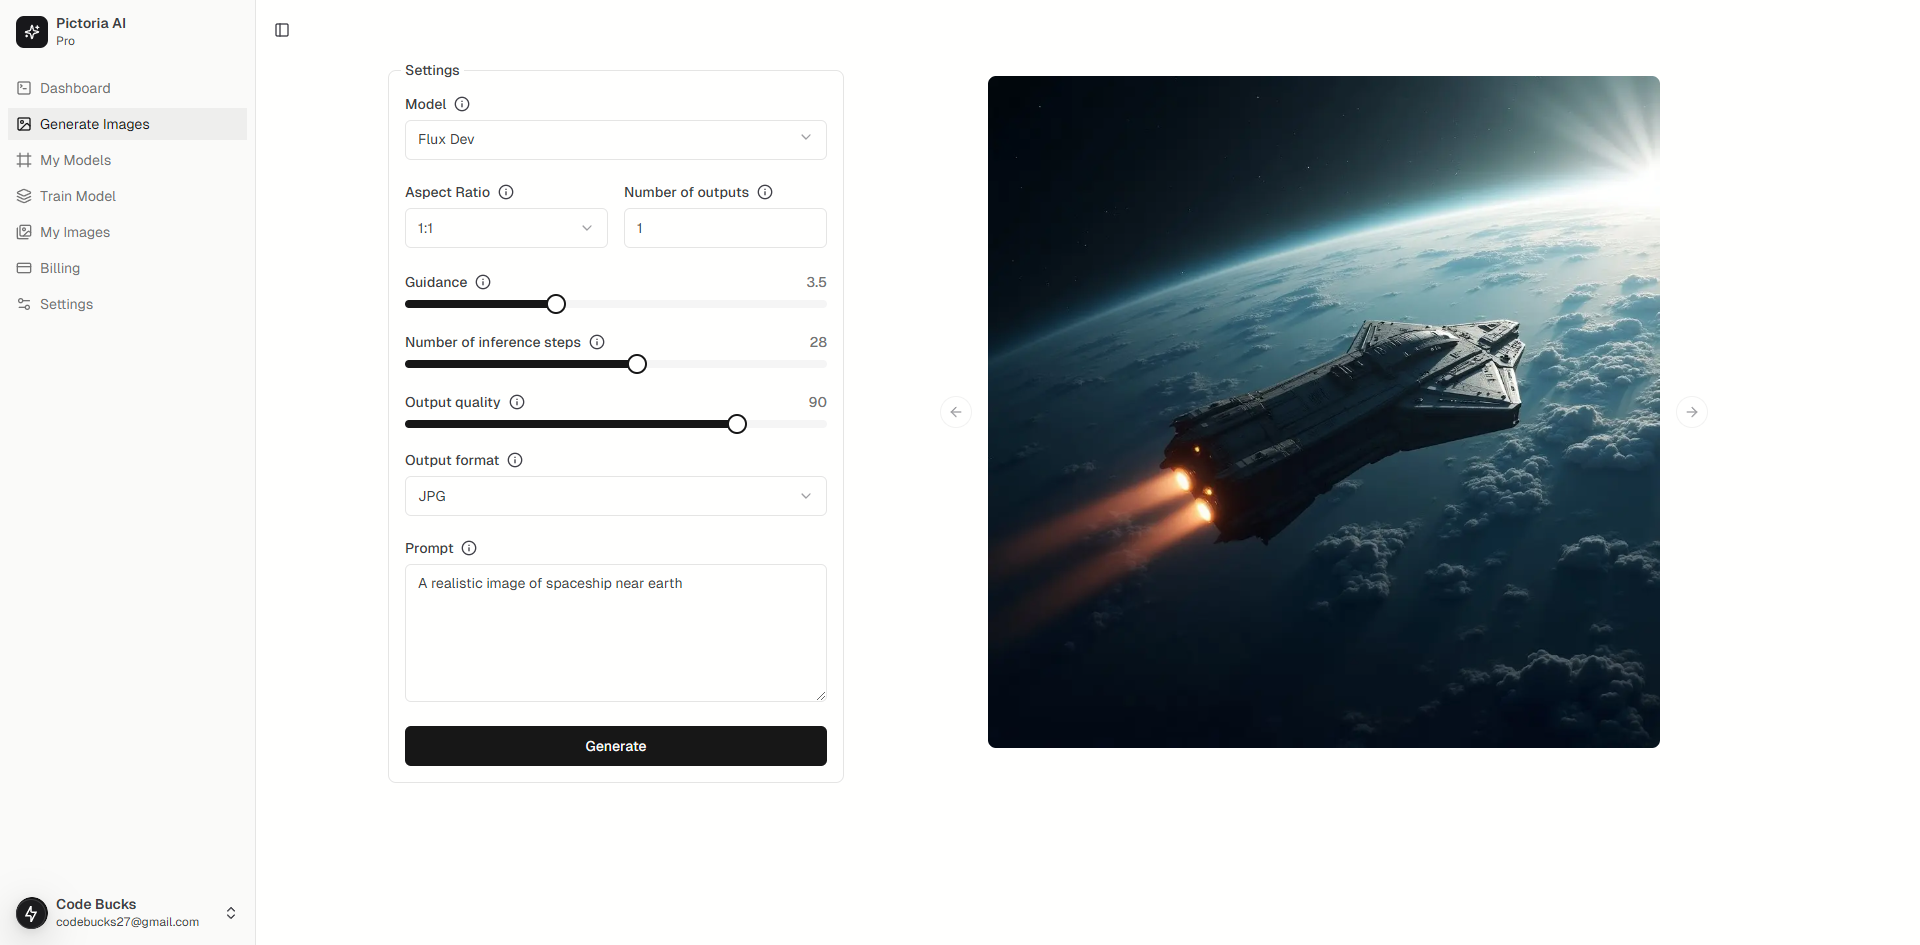 Pictoria AI
Pro
Dashboard
Generate Images
My Models
Train Model
My Images
Billing
Settings
Code Bucks
codebucks27@gmail.com
Settings
Model
Flux Dev
Aspect Ratio
Number of outputs
1:1
1
Guidance
3.5
Number of inference steps
28
Output quality
90
Output format
JPG
Prompt
A realistic image of spaceship near earth
Generate